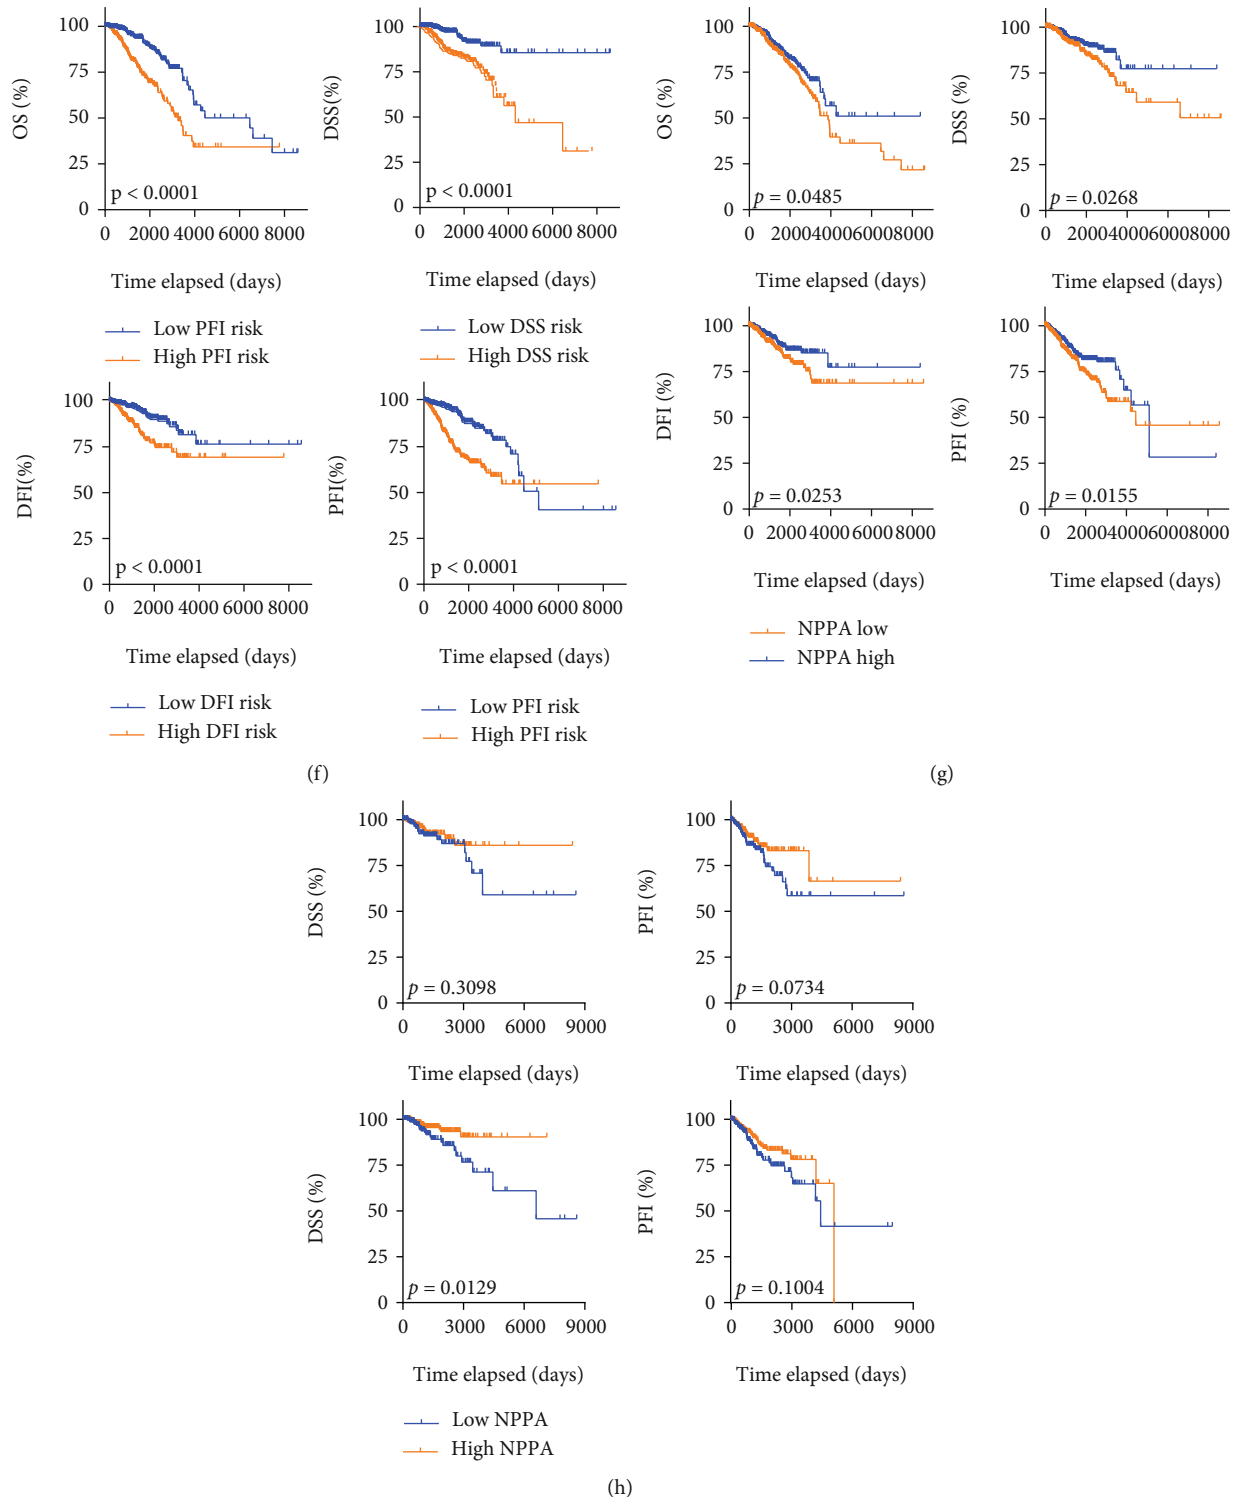 OS (%)
100
75
50
25
0
p < 0.0001
0 2000 4000 6000 8000
Time elapsed (days)
Low PFI risk
High PFI risk
DSS(%)
100
75
50
25
0
p < 0.0001
0 2000 4000 6000 8000
Time elapsed (days)
Low DSS risk
High DSS risk
DFI(%)
100
75
50
25
0
p < 0.0001
0 2000 4000 6000 8000
Time elapsed (days)
Low DFI risk
High DFI risk
PFI(%)
100
75
50
25
0
p < 0.0001
0 2000 4000 6000 8000
Time elapsed (days)
Low PFI risk
High PFI risk
(f)
OS (%)
100
75
50
25
0
p = 0.0485
0 2000400060008000
Time elapsed (days)
DSS (%)
100
75
50
25
0
p = 0.0268
0 2000400060008000
Time elapsed (days)
DFI (%)
100
75
50
25
0
p = 0.0253
0 2000400060008000
Time elapsed (days)
PFI (%)
100
75
50
25
0
p = 0.0155
0 2000400060008000
Time elapsed (days)
NPPA low
NPPA high
(g)
DSS (%)
100
75
50
25
0
p = 0.3098
0 3000 6000 9000
Time elapsed (days)
PFI (%)
100
75
50
25
0
p = 0.0734
0 3000 6000 9000
Time elapsed (days)
DSS (%)
100
75
50
25
0
p = 0.0129
0 3000 6000 9000
Time elapsed (days)
PFI (%)
100
75
50
25
0
p = 0.1004
0 3000 6000 9000
Time elapsed (days)
Low NPPA
High NPPA
(h)